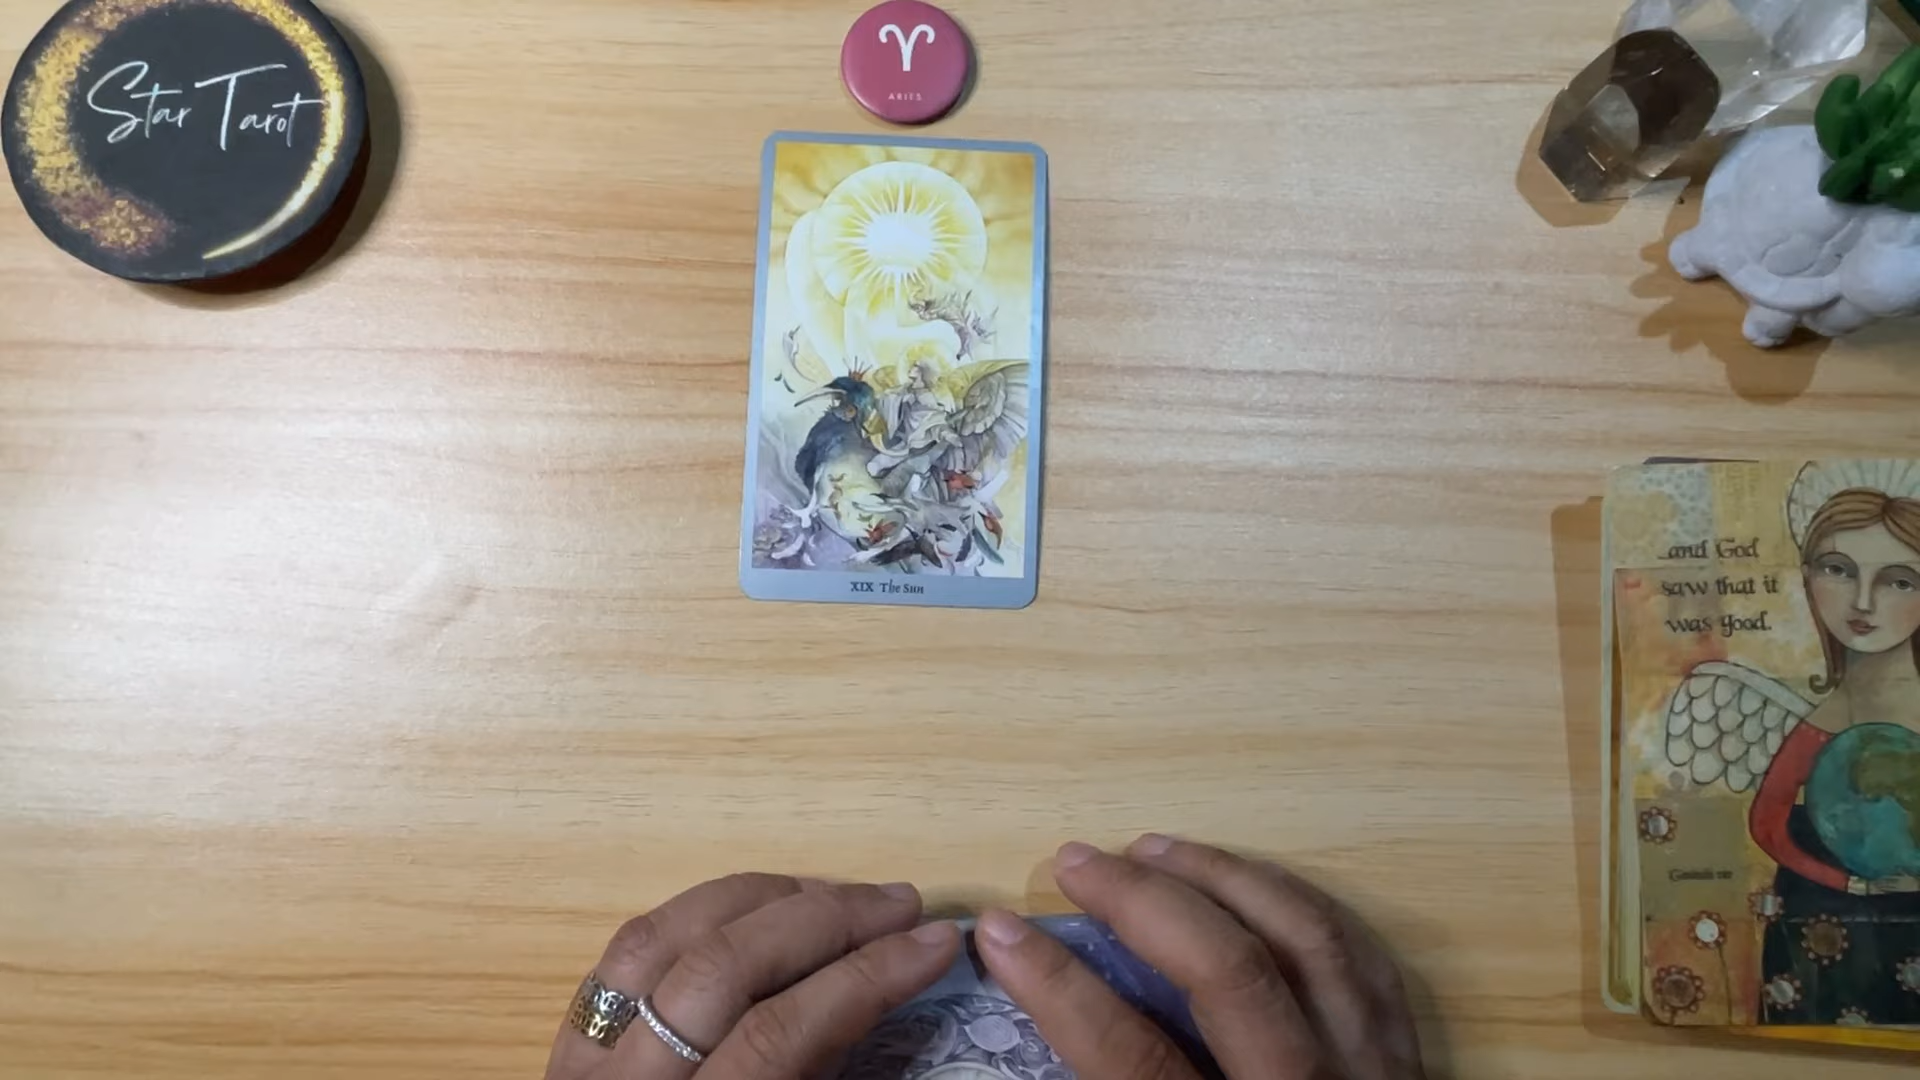 Star Tarot
ARIES
XIX The Sun
...and God
saw that it
was good.